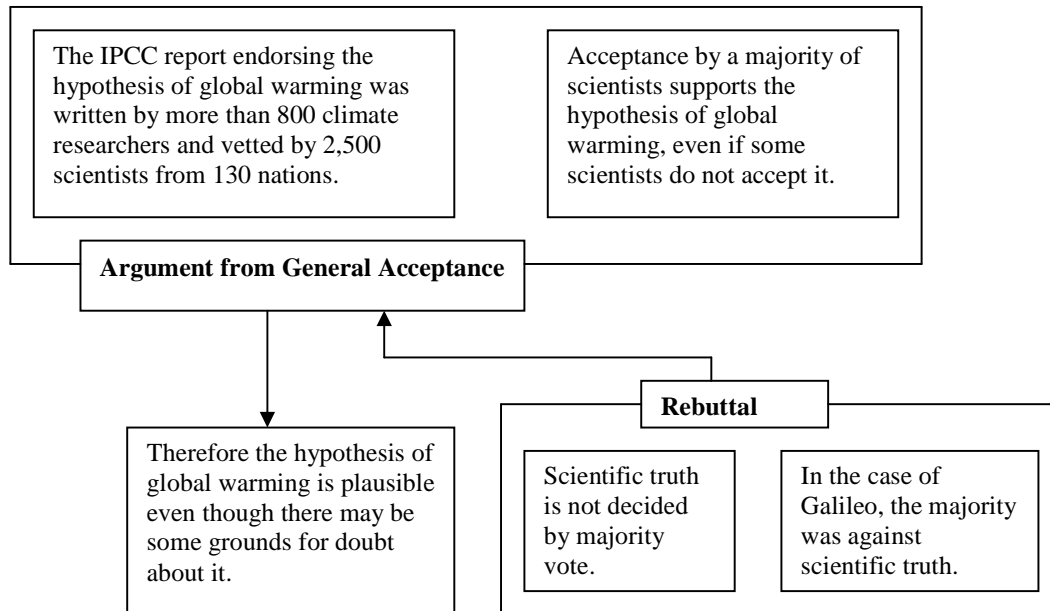 The IPCC report endorsing the
hypothesis of global warming was
written by more than 800 climate
researchers and vetted by 2,500
scientists from 130 nations.
Acceptance by a majority of
scientists supports the
hypothesis of global
warming, even if some
scientists do not accept it.
Argument from General Acceptance
Rebuttal
Therefore the hypothesis of
global warming is plausible
even though there may be
some grounds for doubt
about it.
Scientific truth
is not decided
by majority
vote.
In the case of
Galileo, the majority
was against
scientific truth.